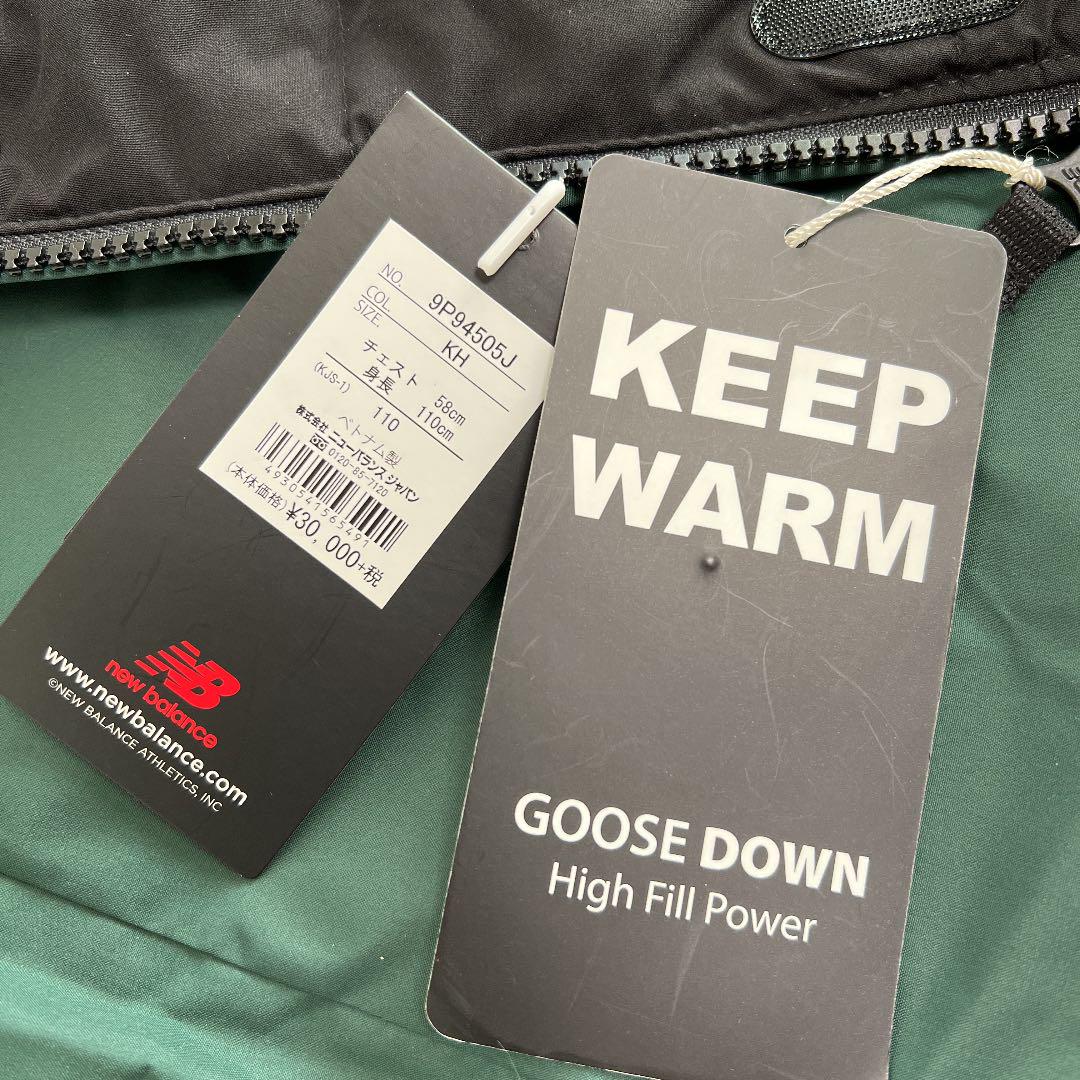 NO. 9P94505J
COL. KH
SIZE.
チェスト 58cm
身長 110cm
(KJS-1) 110
ベトナム製
株式会社 ニューバランスジャパン
0120-85-7120
4930541565491
(本体価格)¥30,000+税
NB
new balance
www.newbalance.com
©NEW BALANCE ATHLETICS, INC
KEEP
WARM
GOOSE DOWN
High Fill Power